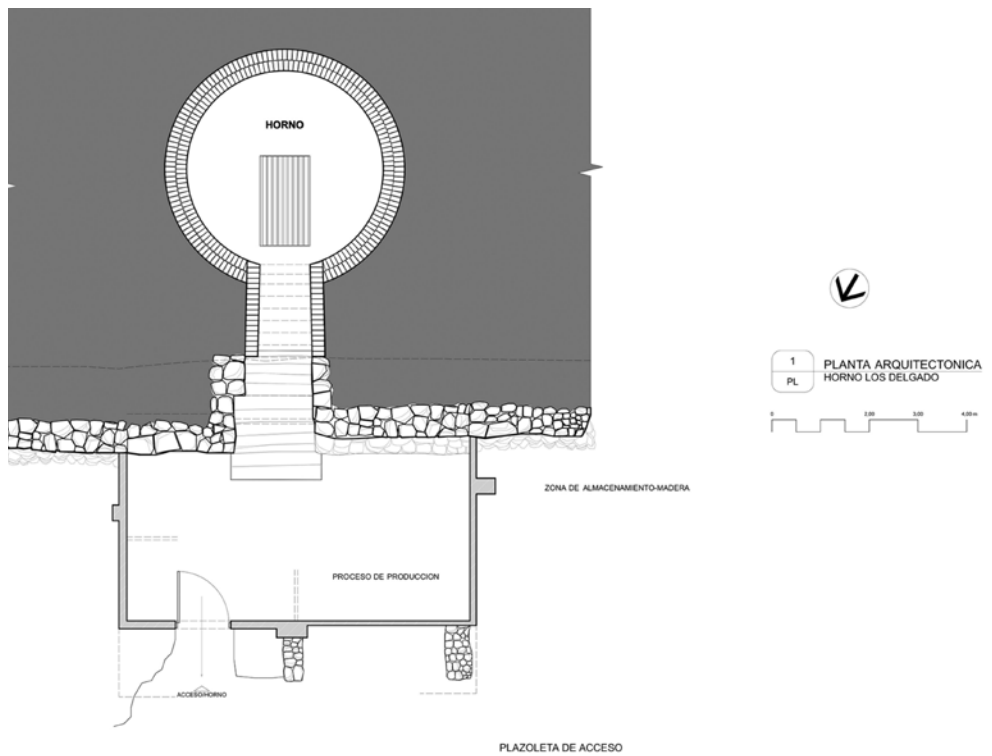 HORNO
1
PL
PLANTA ARQUITECTONICA
HORNO LOS DELGADO
0 2,00 3,00 4,00 m
ZONA DE ALMACENAMIENTO-MADERA
PROCESO DE PRODUCCION
ACCESO/HORNO
PLAZOLETA DE ACCESO